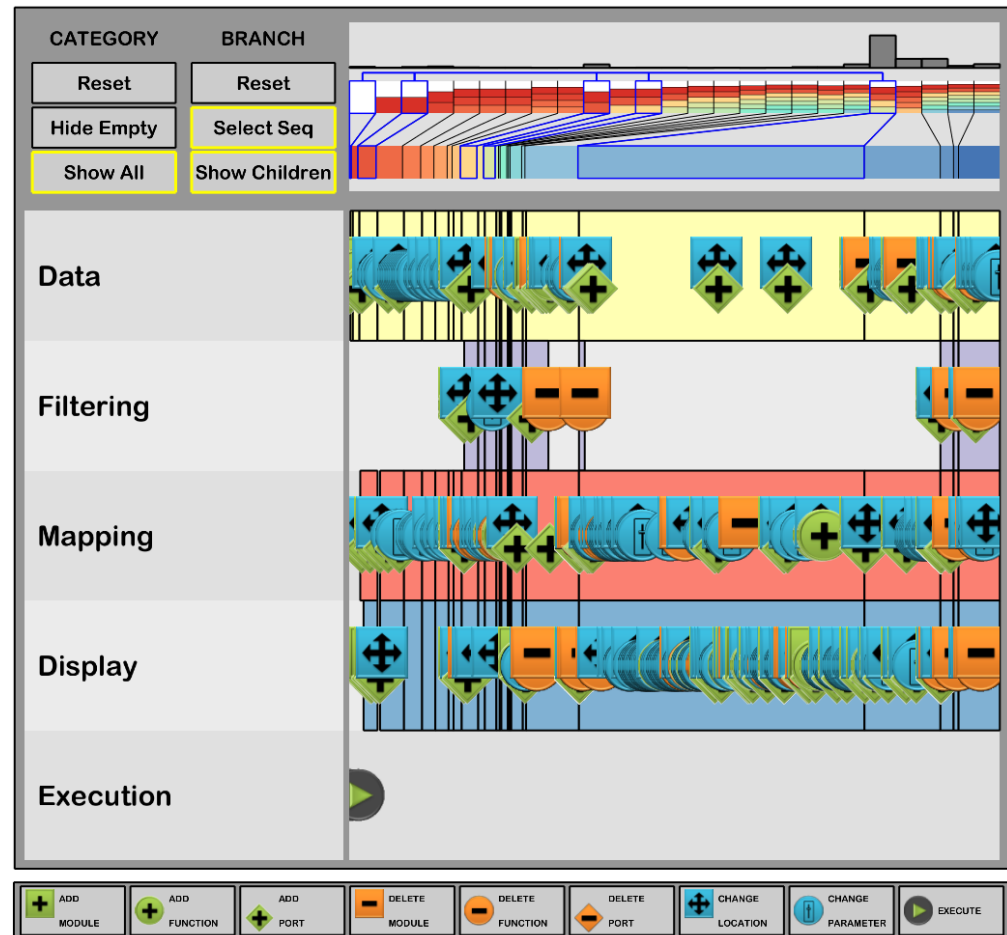 CATEGORY BRANCH
Reset Reset
Hide Empty Select Seq
Show All Show Children
Data
Filtering
Mapping
Display
Execution
ADD MODULE
ADD FUNCTION
ADD PORT
DELETE MODULE
DELETE FUNCTION
DELETE PORT
CHANGE LOCATION
CHANGE PARAMETER
EXECUTE